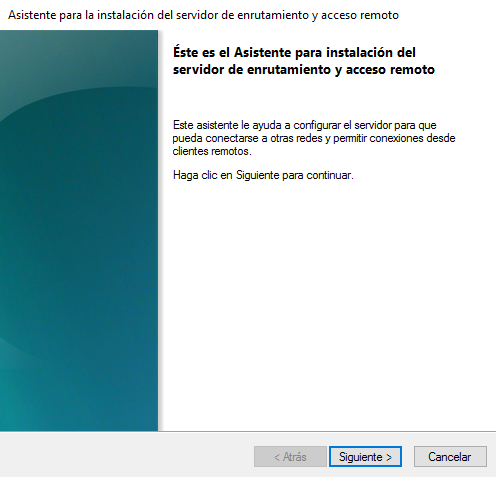 Asistente para la instalación del servidor de enrutamiento y acceso remoto
Éste es el Asistente para instalación del
servidor de enrutamiento y acceso remoto
Este asistente le ayuda a configurar el servidor para que
pueda conectarse a otras redes y permitir conexiones desde
clientes remotos.
Haga clic en Siguiente para continuar.
< Atrás
Siguiente >
Cancelar